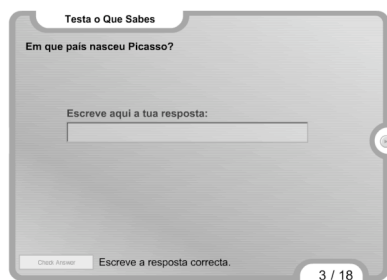 Testa o Que Sabes
Em que país nasceu Picasso?
Escreve aqui a tua resposta:
Check Answer
Escreve a resposta correcta.
3 / 18